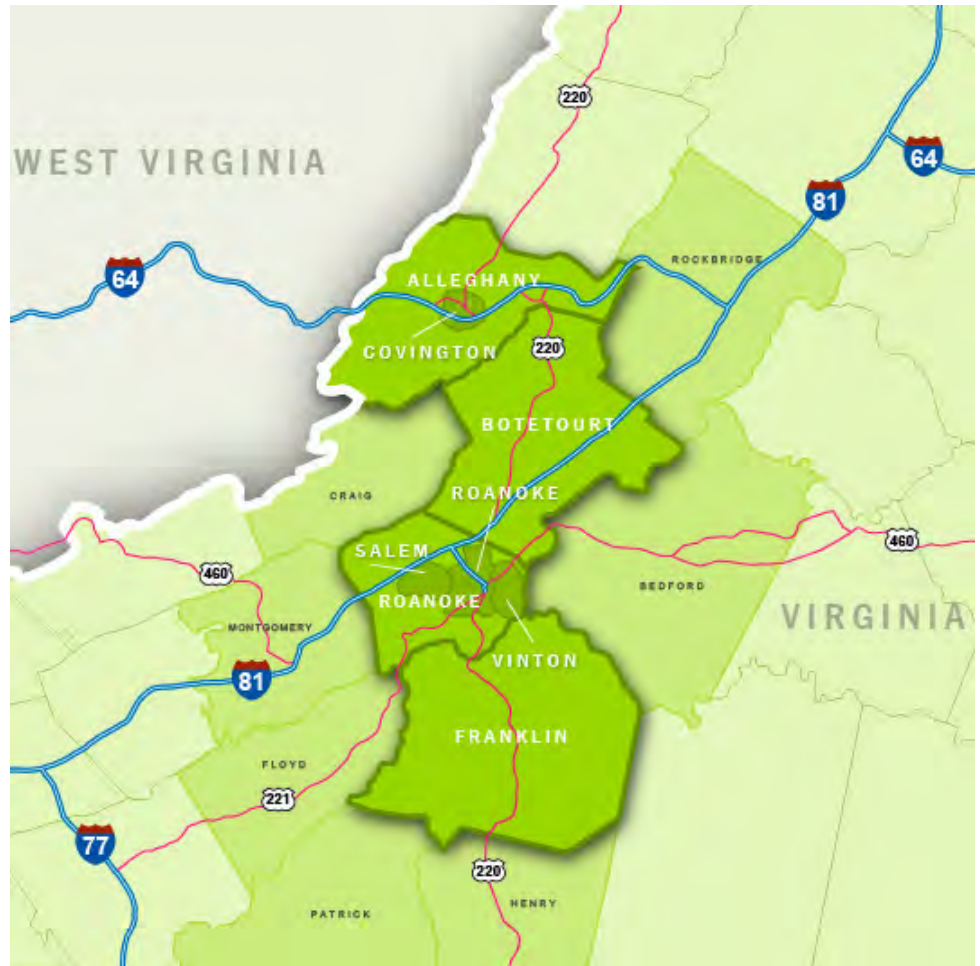 220
64
WEST VIRGINIA
81
ROCKBRIDGE
64
ALLEGHANY
COVINGTON
220
BOTETOURT
ROANOKE
CRAIG
SALEM
460
460
BEDFORD
ROANOKE
VIRGINIA
MONTGOMERY
VINTON
81
FRANKLIN
FLOYD
221
77
220
HENRY
PATRICK